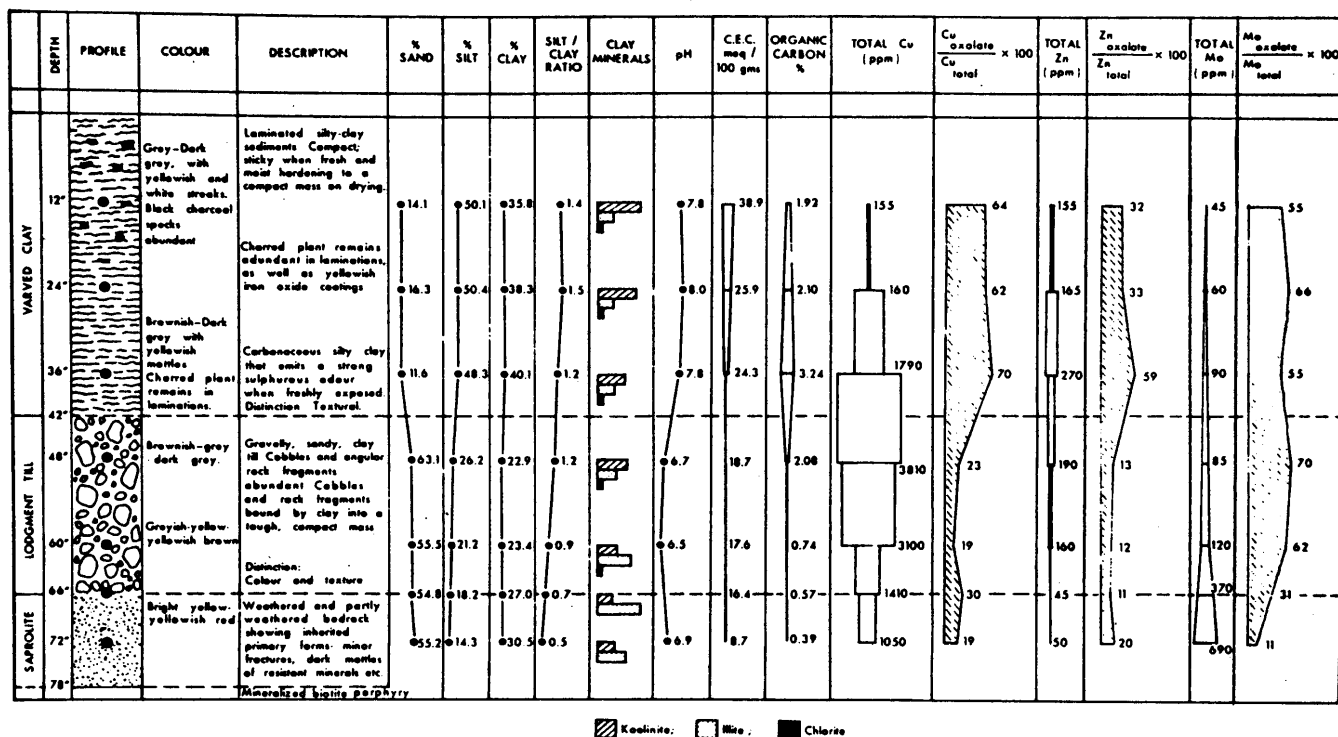 DEPTH
PROFILE
COLOUR
DESCRIPTION
% SAND
% SILT
% CLAY
SILT / CLAY RATIO
CLAY MINERALS
pH
C.E.C. meq / 100 gms
ORGANIC CARBON %
TOTAL Cu (ppm)
Cu oxalate / Cu total × 100
TOTAL Zn (ppm)
Zn oxalate / Zn total × 100
TOTAL Mo (ppm)
Mo oxalate / Mo total × 100
VARVED CLAY
LODGMENT TILL
SAPROLITE
12"
24"
36"
42"
48"
60"
66"
72"
78"
Grey-Dark
grey, with
yellowish and
white streaks.
Black charcoal
specks
abundant
Brownish-Dark
grey with
yellowish
mottles
Charred plant
remains in
laminations.
Brownish-grey
dark grey.
Greyish-yellow-
yellowish brown
Bright yellow-
yellowish red
Laminated silty-clay
sediments Compact;
sticky when fresh and
moist hardening to a
compact mass on drying.
Charred plant remains
adundant in laminations,
as well as yellowish
iron oxide coatings
Carbonaceous silty clay
that emits a strong
sulphurous odour
when freshly exposed.
Distinction Textural.
Gravelly, sandy, clay
till Cobbles and angular
rock fragments
abundant Cobbles
and rock fragments
bound by clay into a
tough, compact mass
Distinction:
Colour and texture
Weathered and partly
weathered bedrock
showing inherited
primary forms- minor
fractures, dark mottles
of resistant minerals etc.
Mineralized biotite porphyry
14.1 50.1 35.8 1.4 7.8 38.9 1.92 155 64 155 32 45 55
16.3 50.4 38.3 1.5 8.0 25.9 2.10 160 62 165 33 60 66
11.6 48.3 40.1 1.2 7.8 24.3 3.24 1790 70 270 59 90 55
63.1 26.2 22.9 1.2 6.7 18.7 2.08 3810 23 190 13 85 70
55.5 21.2 23.4 0.9 6.5 17.6 0.74 3100 19 160 12 120 62
54.8 18.2 27.0 0.7 16.4 0.57 1410 30 45 11 370 31
55.2 14.3 30.5 0.5 6.9 8.7 0.39 1050 19 50 20 690 11
Kaolinite; Illite; Chlorite